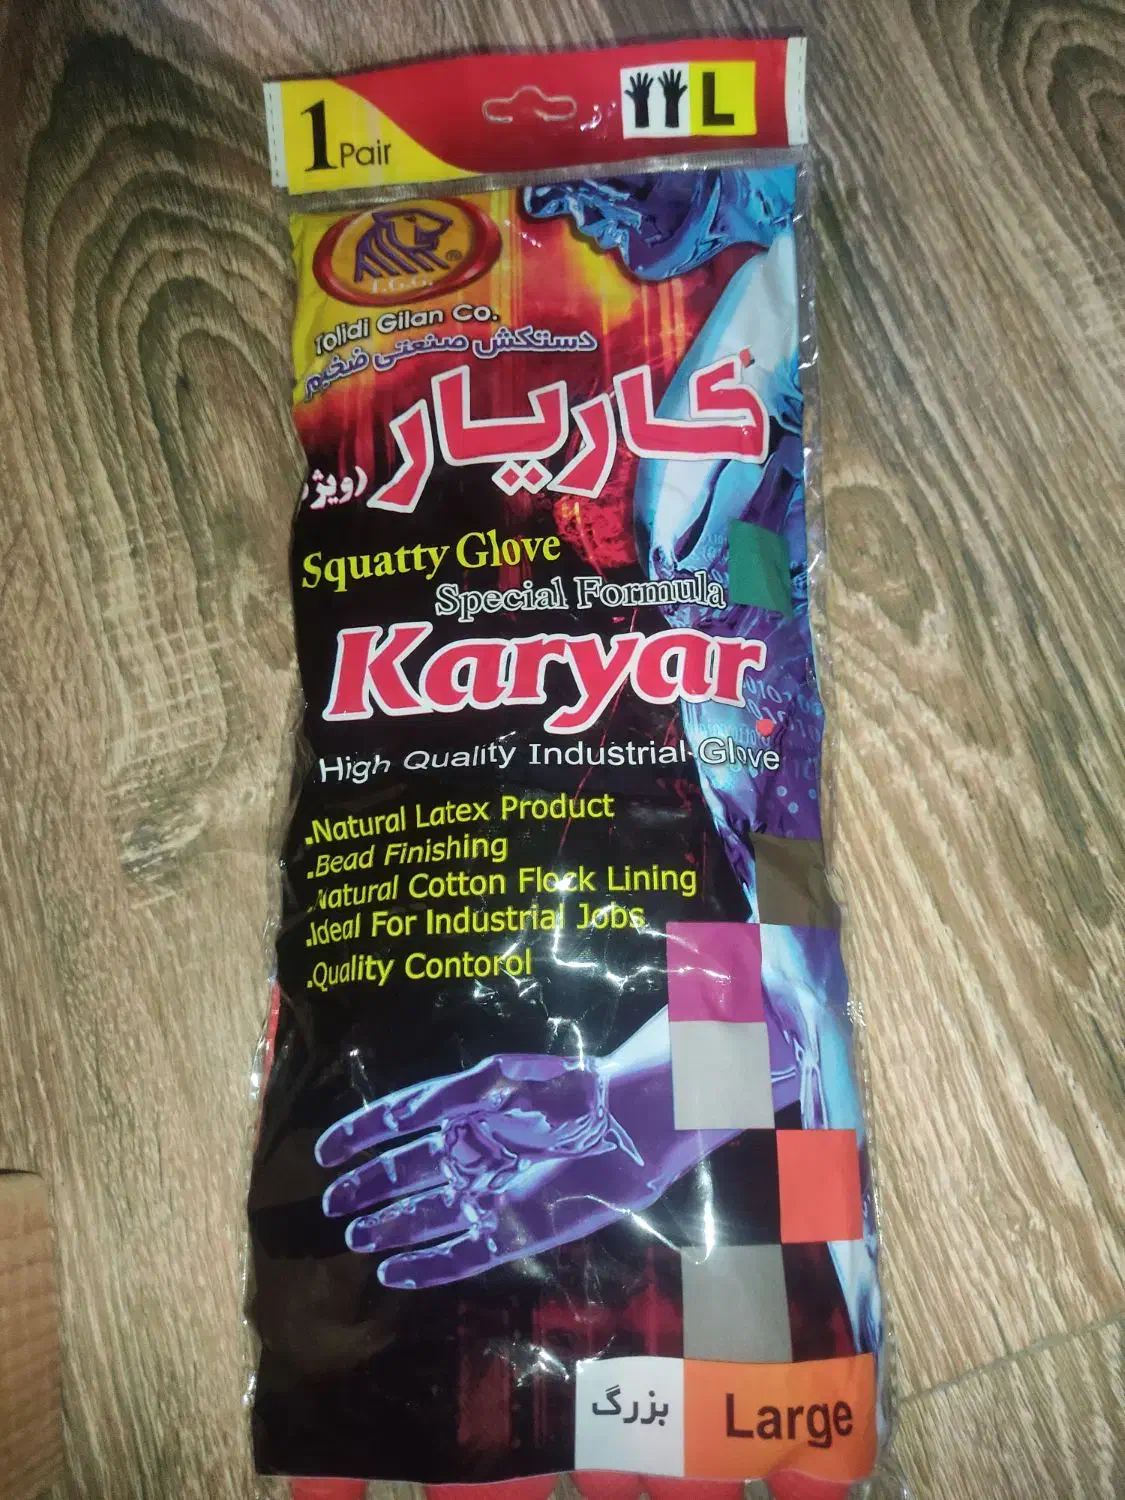 1 Pair
L
T.G.G.
®
Tolidi Gilan Co.
دستکش صنعتی ضخیم
کاریار
(ویژه
Squatty Glove
Special Formula
Karyar
High Quality Industrial Glove
.Natural Latex Product
.Bead Finishing
.Natural Cotton Flock Lining
.Ideal For Industrial Jobs
.Quality Contorol
بزرگ
Large